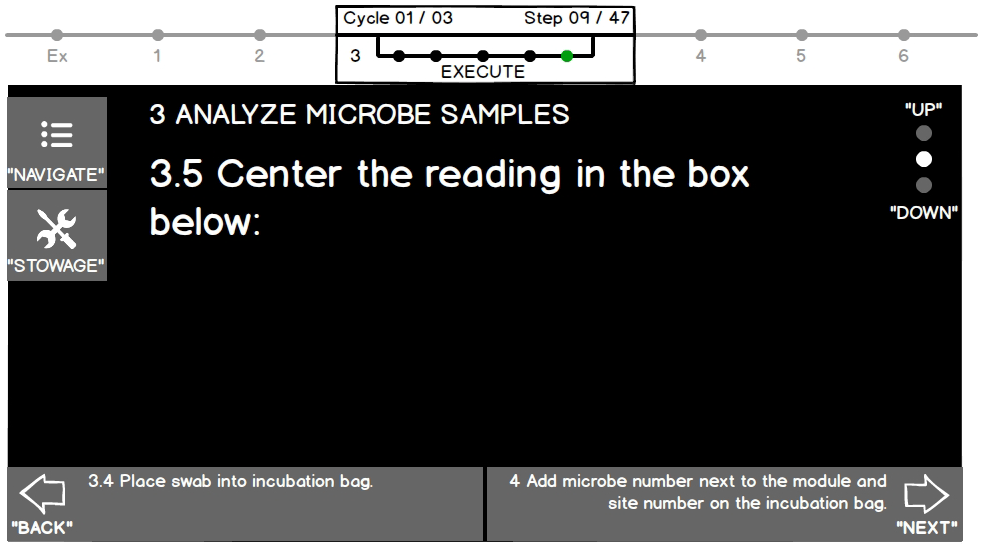 Cycle 01 / 03 Step 09 / 47
Ex 1 2 3 4 5 6
EXECUTE
3 ANALYZE MICROBE SAMPLES
"UP"
"NAVIGATE"
3.5 Center the reading in the box
below:
"DOWN"
"STOWAGE"
3.4 Place swab into incubation bag.
"BACK"
4 Add microbe number next to the module and
site number on the incubation bag.
"NEXT"